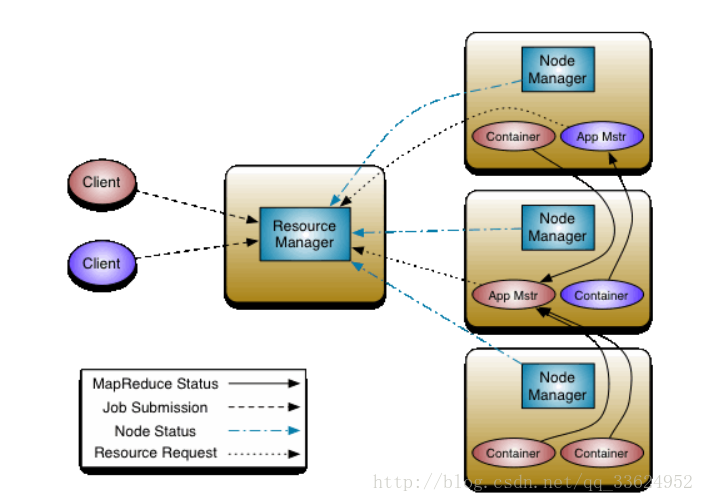 Client
Client
Resource
Manager
Node
Manager
Container
App Mstr
Node
Manager
App Mstr
Container
Node
Manager
Container
Container
MapReduce Status
Job Submission
Node Status
Resource Request
http://blog.csdn.net/qq_33624952